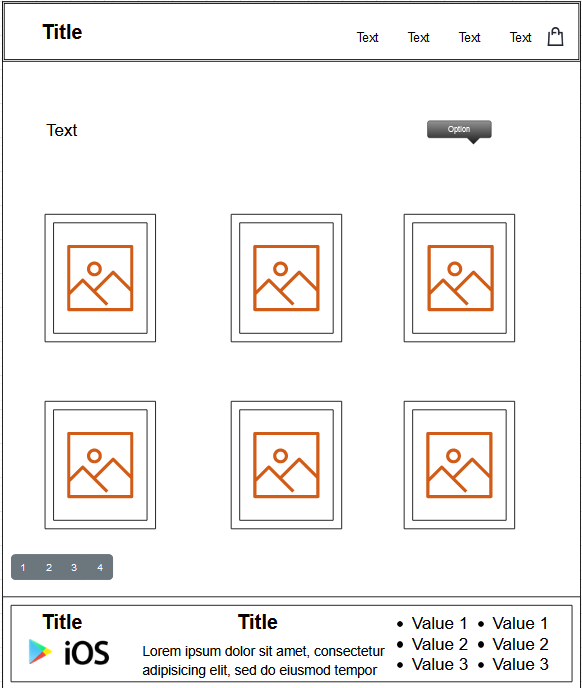 Title
Text Text Text Text
Text
Option
1 2 3 4
Title
iOS
Title
Lorem ipsum dolor sit amet, consectetur
adipisicing elit, sed do eiusmod tempor
Value 1
Value 2
Value 3
Value 1
Value 2
Value 3